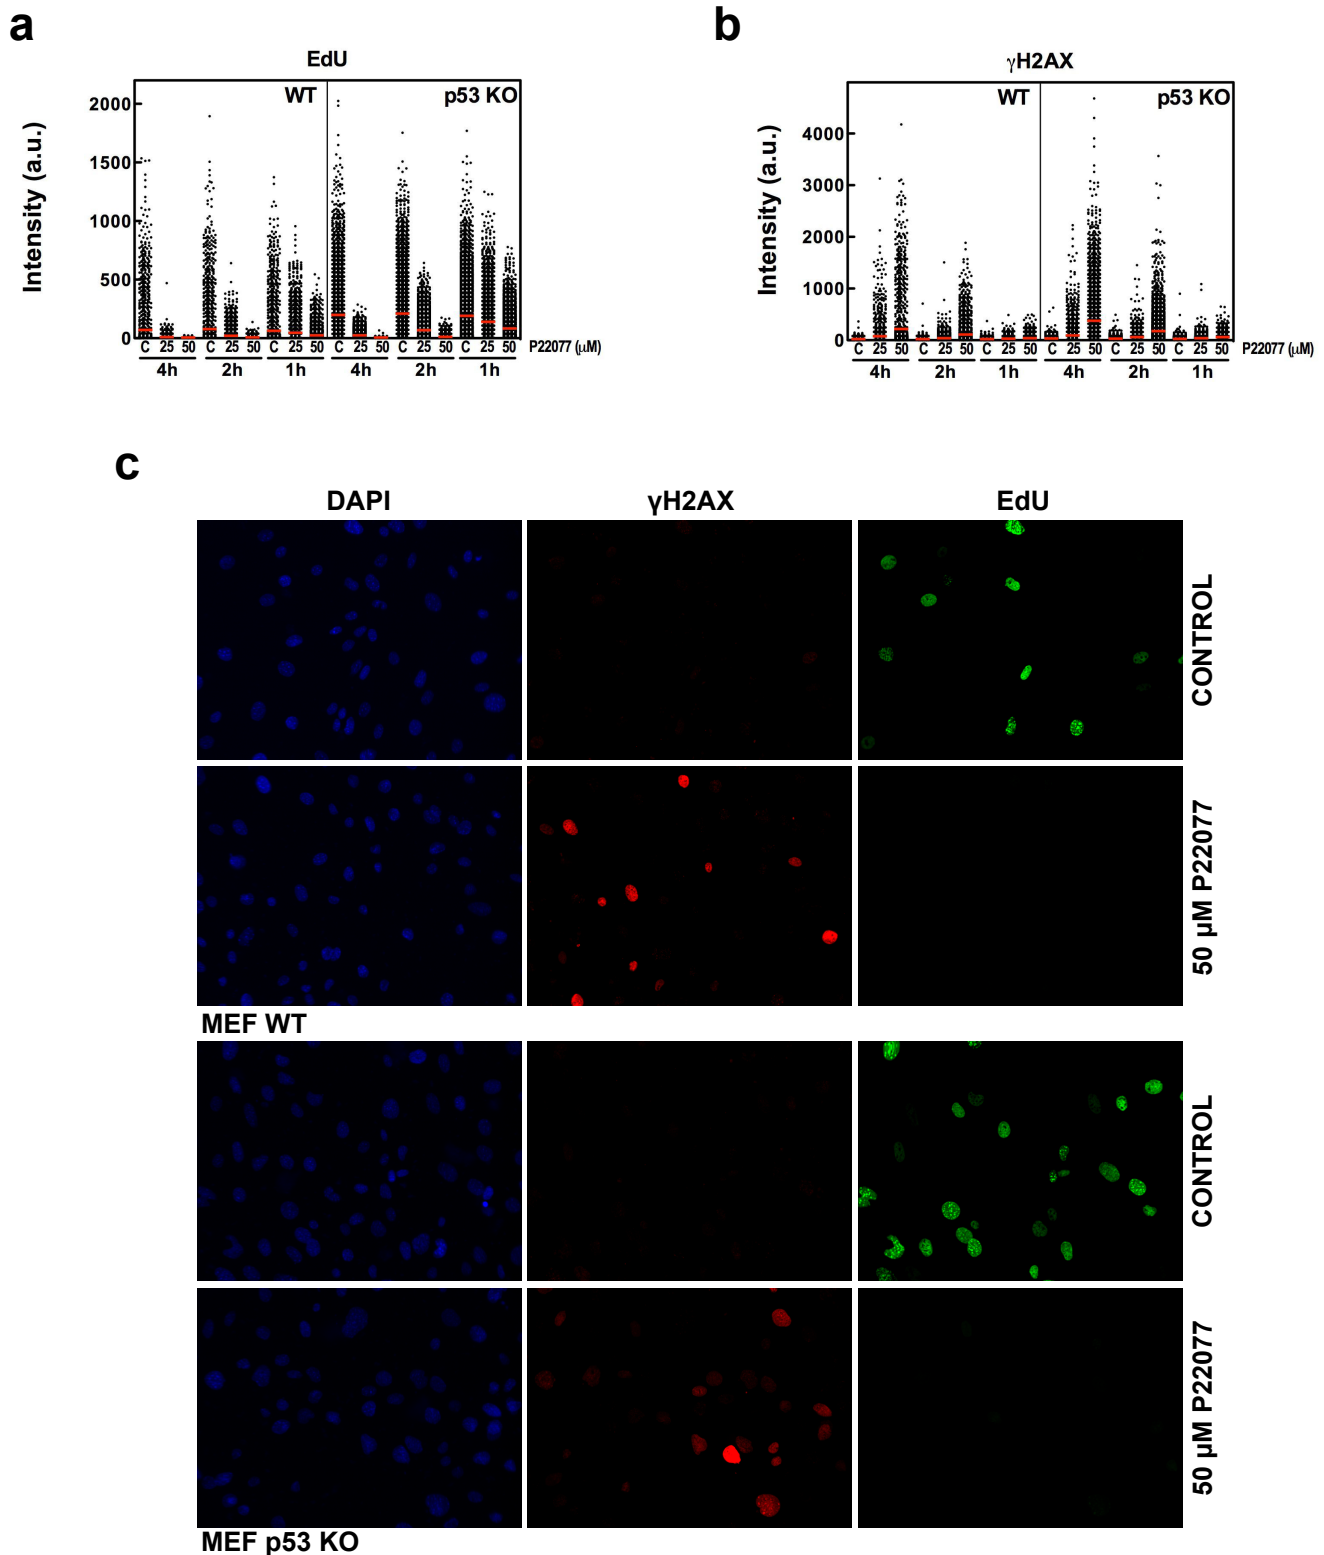 a
EdU
WT
p53 KO
Intensity (a.u.)
2000
1500
1000
500
0
C 25 50 C 25 50 C 25 50 C 25 50 C 25 50 C 25 50 P22077 (μM)
4h 2h 1h 4h 2h 1h
b
γH2AX
WT
p53 KO
Intensity (a.u.)
4000
3000
2000
1000
0
C 25 50 C 25 50 C 25 50 C 25 50 C 25 50 C 25 50 P22077 (μM)
4h 2h 1h 4h 2h 1h
c
DAPI γH2AX EdU
CONTROL
50 μM P22077
MEF WT
CONTROL
50 μM P22077
MEF p53 KO